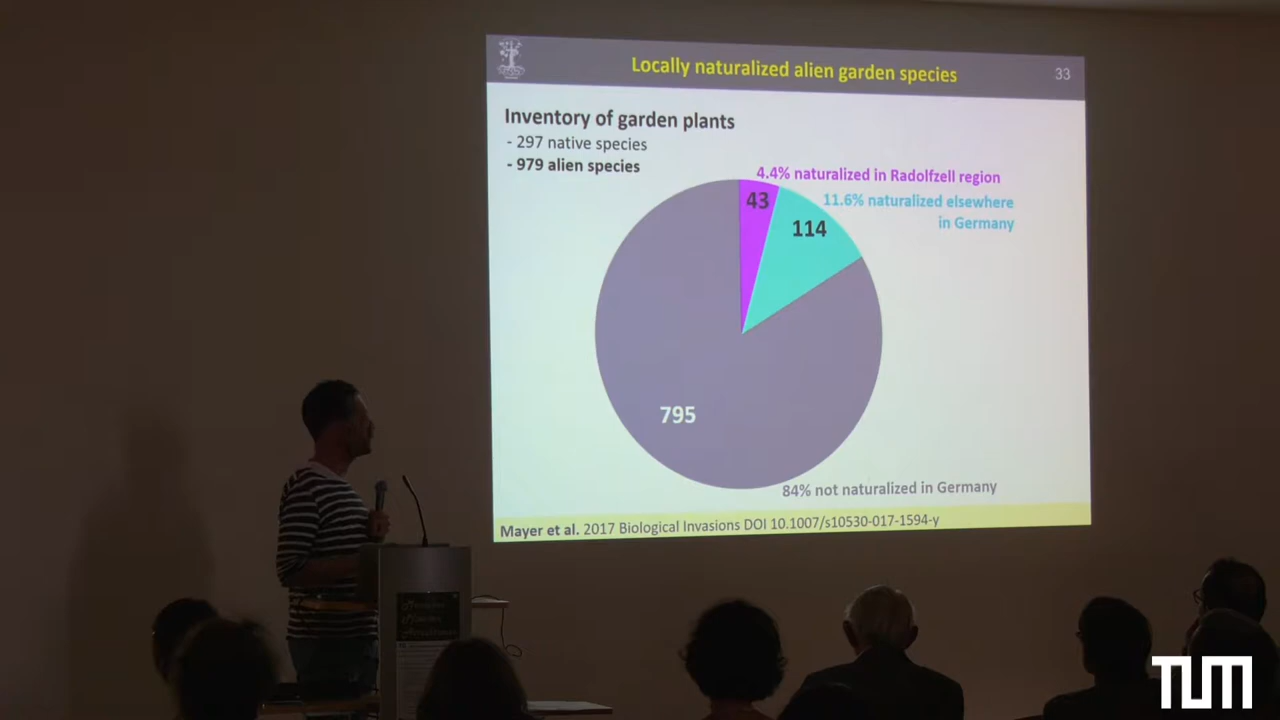 Locally naturalized alien garden species
33
Inventory of garden plants
- 297 native species
- 979 alien species
4.4% naturalized in Radolfzell region
11.6% naturalized elsewhere
in Germany
43
114
795
84% not naturalized in Germany
Mayer et al. 2017 Biological Invasions DOI 10.1007/s10530-017-1594-y
TUM